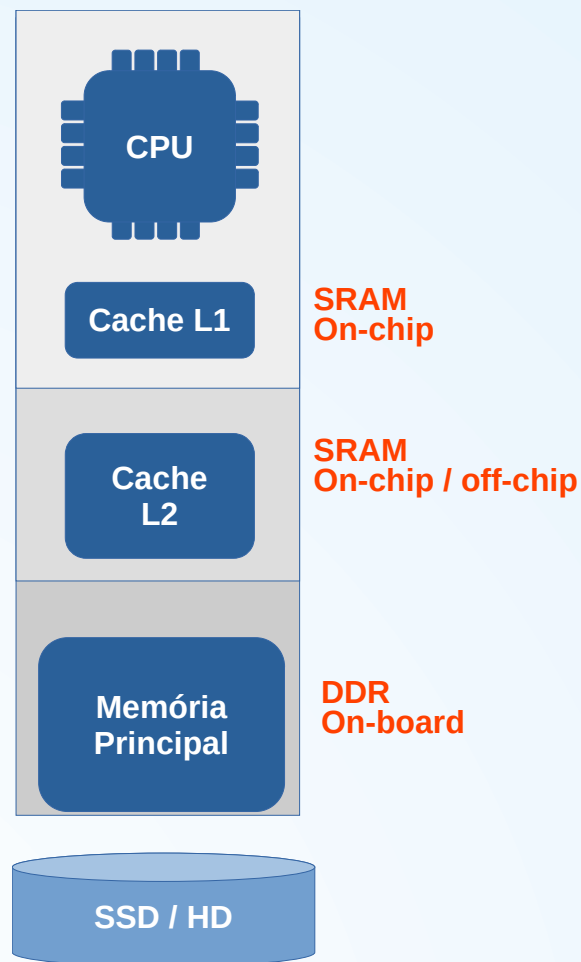 CPU
Cache L1
SRAM
On-chip
Cache
L2
SRAM
On-chip / off-chip
Memória
Principal
DDR
On-board
SSD / HD